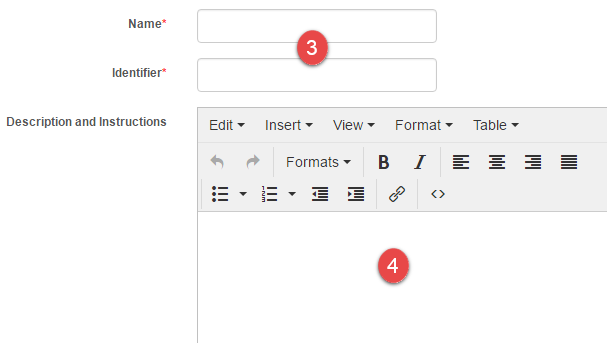 Name*
3
Identifier*
Description and Instructions
Edit Insert View Format Table
Formats B I
4